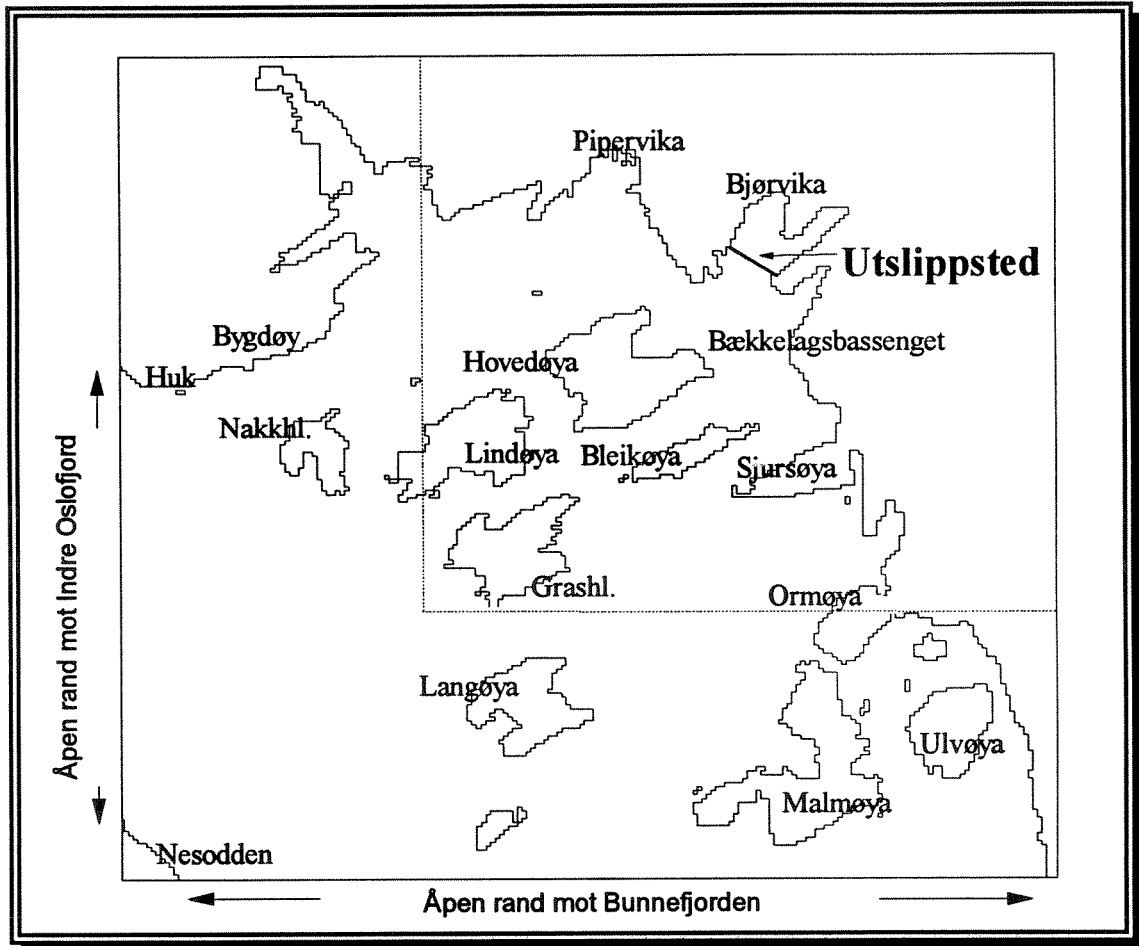 Pipervika
Bjørvika
Utslippsted
Bygdøy
Hovedøya
Bækkelagsbassenget
Huk
Nakkhl.
Lindøya
Bleikøya
Sjursøya
Grashl.
Ormøya
Langøya
Ulvøya
Malmøya
Nesodden
Åpen rand mot Indre Oslofjord
Åpen rand mot Bunnefjorden